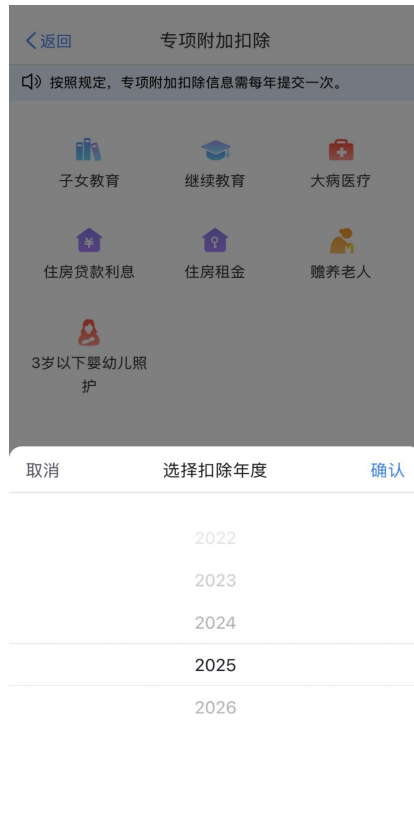 返回 专项附加扣除
按照规定，专项附加扣除信息需每年提交一次。
子女教育 继续教育 大病医疗
住房贷款利息 住房租金 赡养老人
3岁以下婴幼儿照
护
取消 选择扣除年度 确认
2022
2023
2024
2025
2026